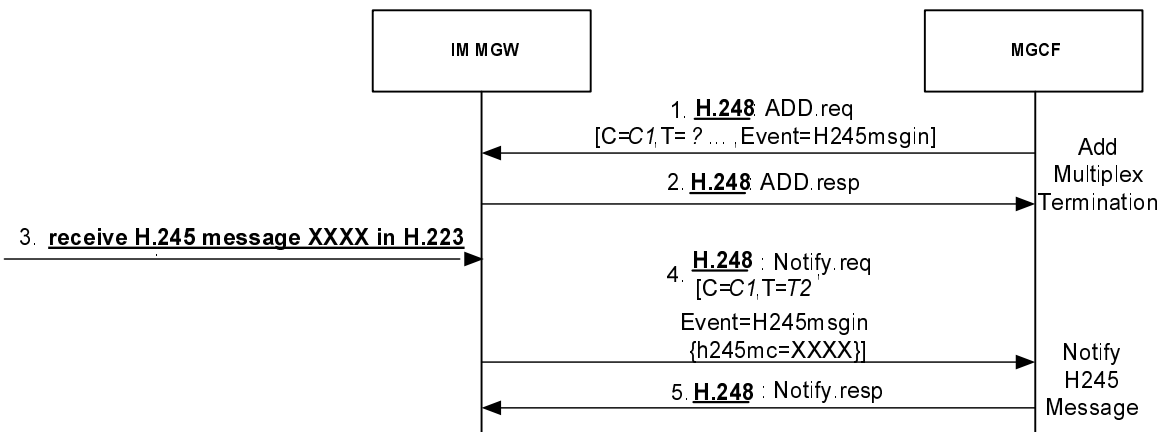 IM MGW
MGCF
1. H.248: ADD.req
[C=C1,T= ? ... ,Event=H245msgin]
Add
Multiplex
Termination
2. H.248: ADD.resp
3. receive H.245 message XXXX in H.223
4. H.248 : Notify.req
[C=C1,T=T2 ,
Event=H245msgin
{h245mc=XXXX}]
Notify
H245
Message
5. H.248 : Notify.resp